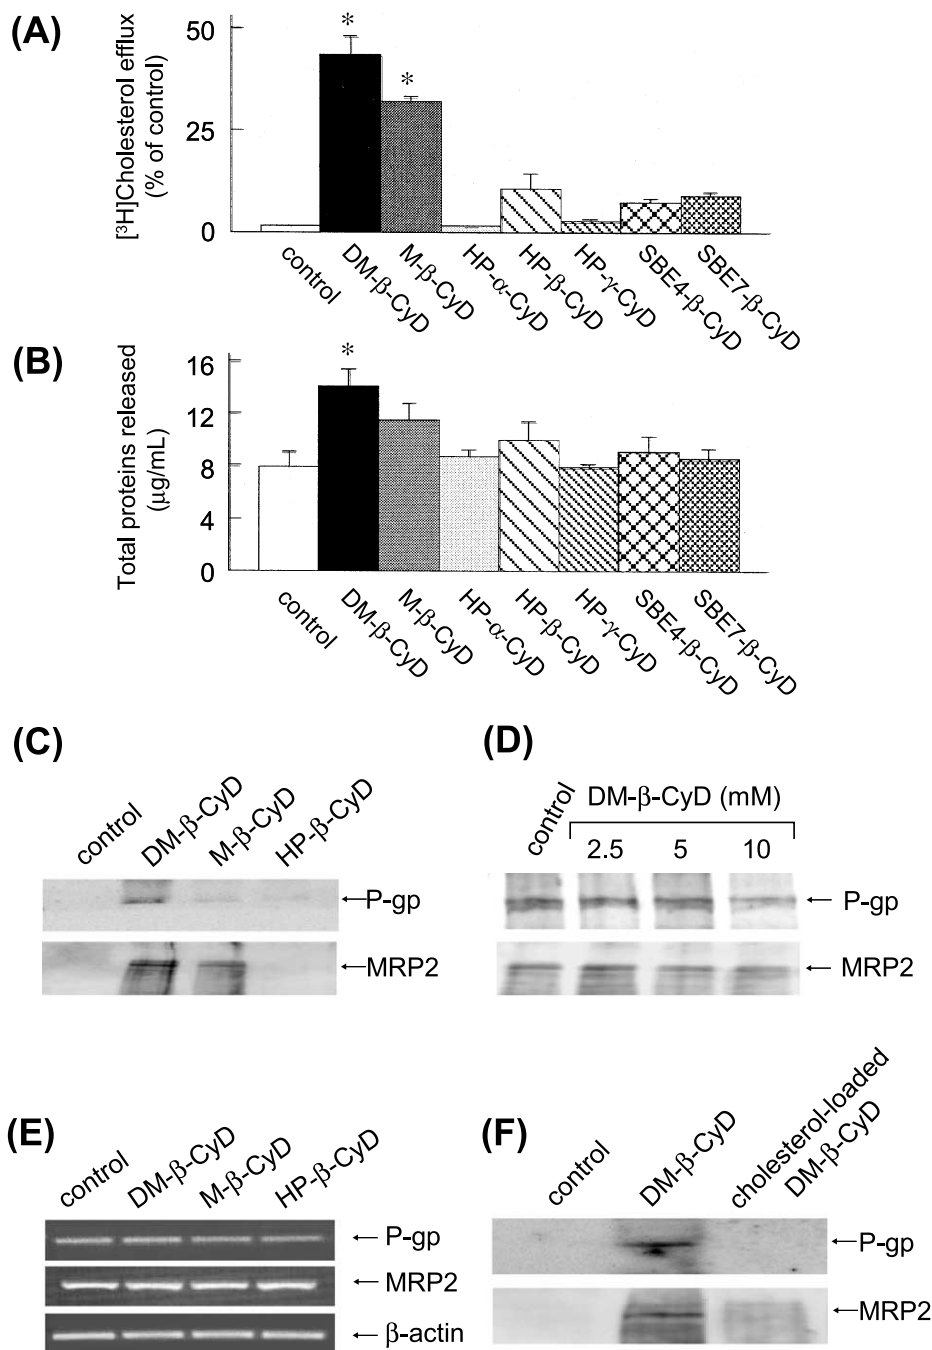 (A)
[³H]Cholesterol efflux
(% of control)
50
25
0
*
*
control
DM-β-CyD
M-β-CyD
HP-α-CyD
HP-β-CyD
HP-γ-CyD
SBE4-β-CyD
SBE7-β-CyD
(B)
Total proteins released
(μg/mL)
16
12
8
4
0
*
control
DM-β-CyD
M-β-CyD
HP-α-CyD
HP-β-CyD
HP-γ-CyD
SBE4-β-CyD
SBE7-β-CyD
(C)
control
DM-β-CyD
M-β-CyD
HP-β-CyD
←P-gp
←MRP2
(D)
control
DM-β-CyD (mM)
2.5 5 10
← P-gp
← MRP2
(E)
control
DM-β-CyD
M-β-CyD
HP-β-CyD
← P-gp
← MRP2
← β-actin
(F)
control
DM-β-CyD
cholesterol-loaded
DM-β-CyD
←P-gp
←MRP2